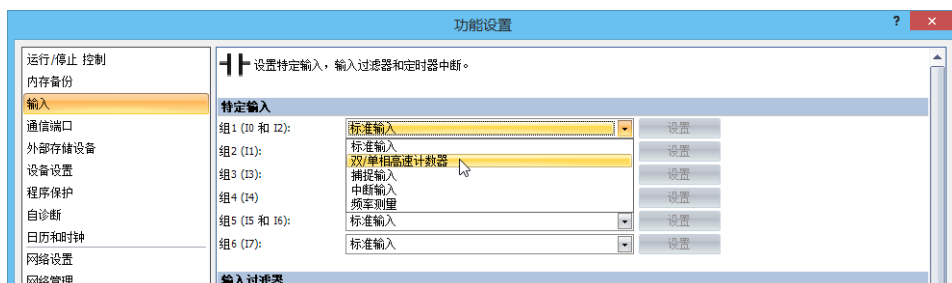 功能设置
? ×
运行/停止 控制
内存备份
输入
通信端口
外部存储设备
设备设置
程序保护
自诊断
日历和时钟
网络设置
网络管理
设置特定输入，输入过滤器和定时器中断。
特定输入
组1 (I0 和 I2): 标准输入 设置
标准输入
组2 (I1): 设置
双/单相高速计数器
组3 (I3): 捕捉输入 设置
中断输入
组4 (I4) 设置
频率测量
组5 (I5 和 I6): 标准输入 设置
组6 (I7): 标准输入 设置
输入过滤器